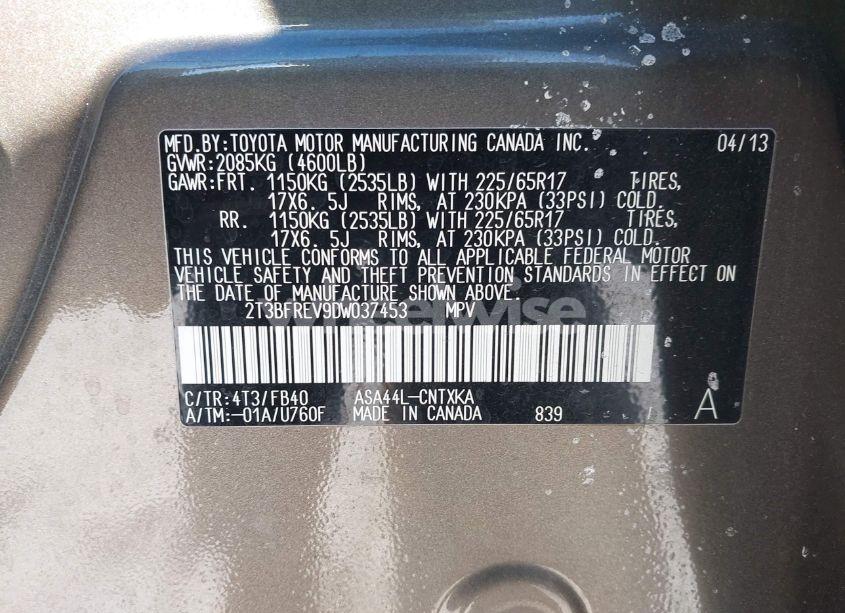 MFD.BY:TOYOTA MOTOR MANUFACTURING CANADA INC. 04/13
GVWR:2085KG (4600LB)
GAWR:FRT. 1150KG (2535LB) WITH 225/65R17 TIRES,
17X6. 5J RIMS, AT 230KPA (33PSI) COLD.
RR. 1150KG (2535LB) WITH 225/65R17 TIRES,
17X6. 5J RIMS, AT 230KPA (33PSI) COLD.
THIS VEHICLE CONFORMS TO ALL APPLICABLE FEDERAL MOTOR
VEHICLE SAFETY AND THEFT PREVENTION STANDARDS IN EFFECT ON
THE DATE OF MANUFACTURE SHOWN ABOVE.
2T3BFREV9DW037453 MPV
C/TR:4T3/FB40 ASA44L-CNTXKA
A/TM:-01A/U760F MADE IN CANADA 839 / A